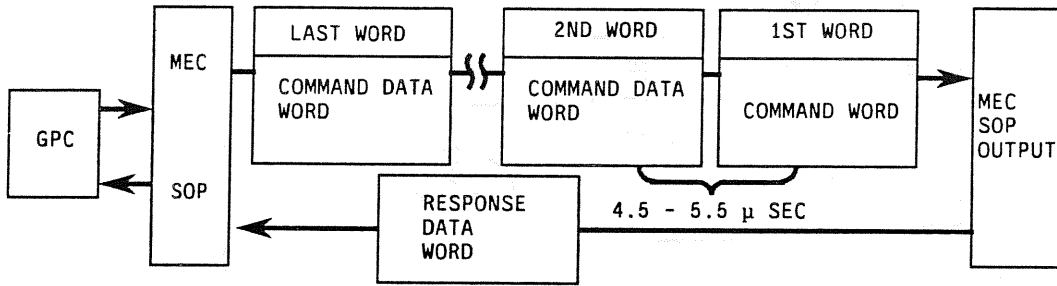 GPC
MEC
SOP
LAST WORD
COMMAND DATA
WORD
2ND WORD
COMMAND DATA
WORD
1ST WORD
COMMAND WORD
4.5 - 5.5 μ SEC
RESPONSE
DATA
WORD
MEC
SOP
OUTPUT